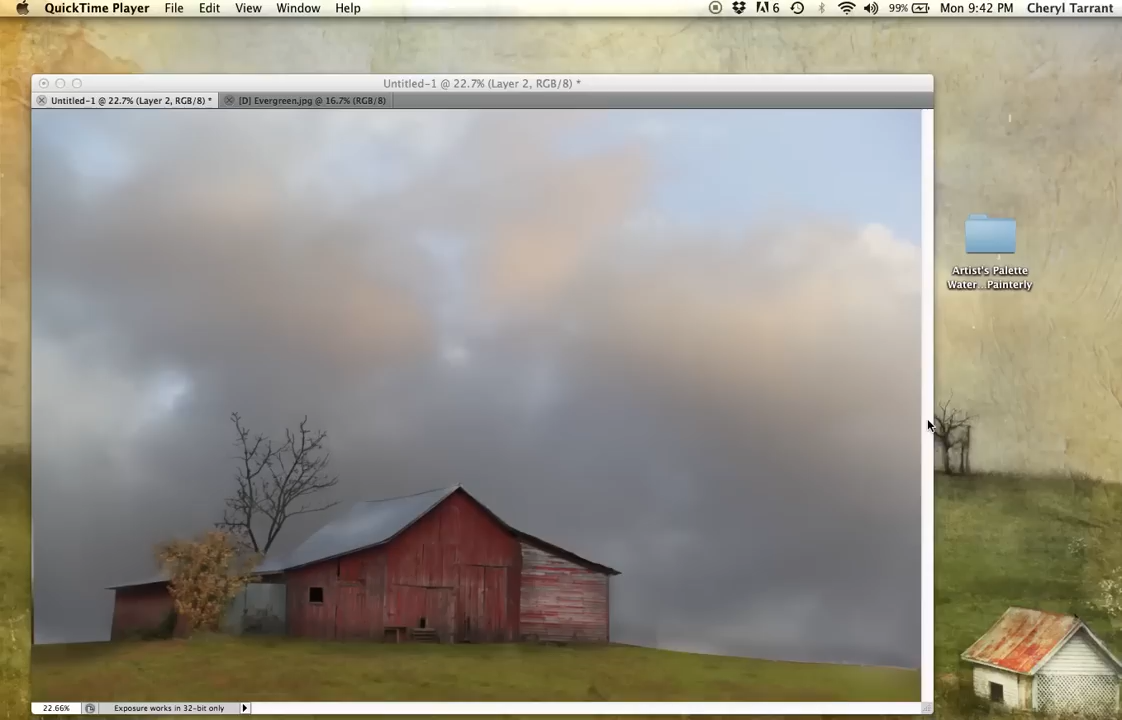 QuickTime Player File Edit View Window Help 6 99% Mon 9:42 PM Cheryl Tarrant
Untitled-1 @ 22.7% (Layer 2, RGB/8) *
Untitled-1 @ 22.7% (Layer 2, RGB/8) * [D] Evergreen.jpg @ 16.7% (RGB/8)
Artist's Palette
Water...Painterly
22.66% Exposure works in 32-bit only